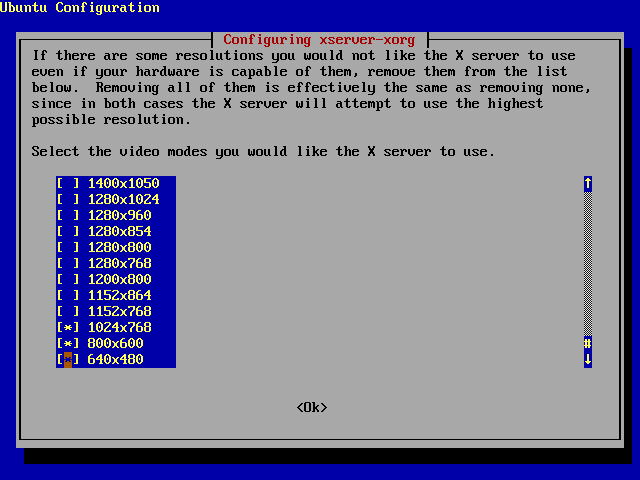 Ubuntu Configuration
Configuring xserver-xorg
If there are some resolutions you would not like the X server to use
even if your hardware is capable of them, remove them from the list
below.  Removing all of them is effectively the same as removing none,
since in both cases the X server will attempt to use the highest
possible resolution.
Select the video modes you would like the X server to use.
[ ] 1400x1050 ↑
[ ] 1280x1024
[ ] 1280x960
[ ] 1280x854
[ ] 1280x800
[ ] 1280x768
[ ] 1200x800
[ ] 1152x864
[ ] 1152x768
[*] 1024x768
[*] 800x600 #
[*] 640x480 ↓
<Ok>